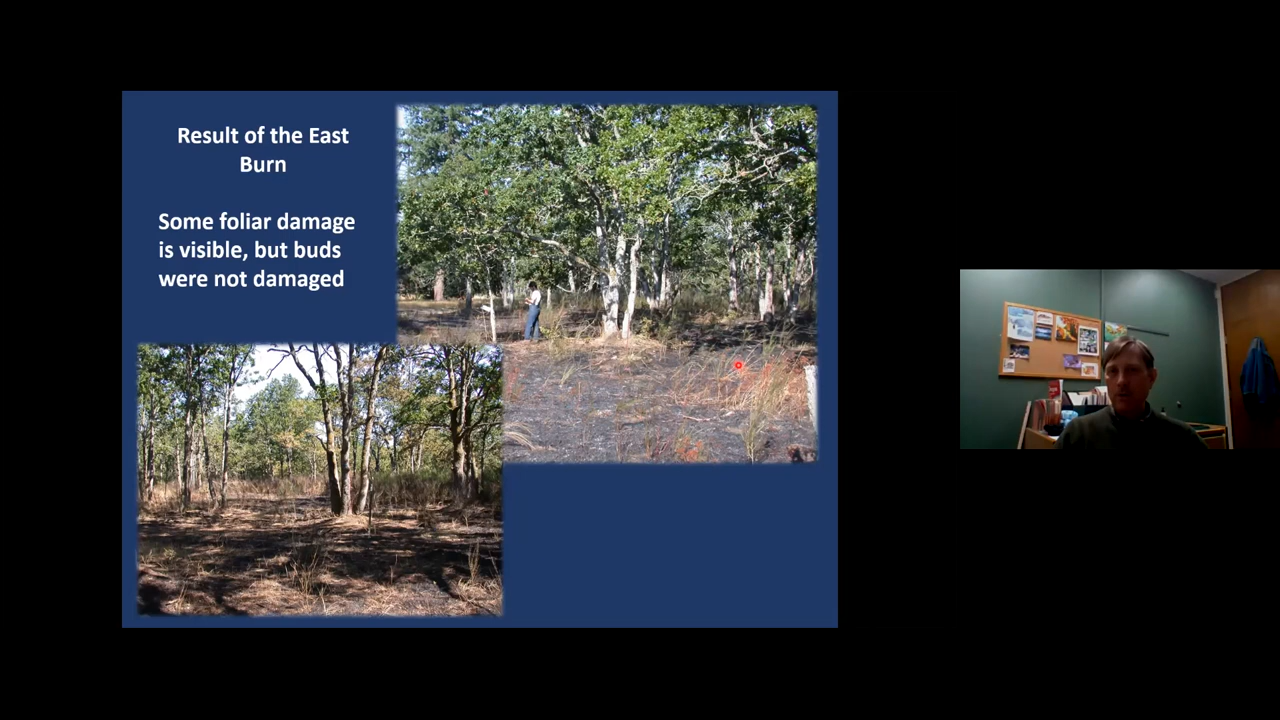 Result of the East
Burn
Some foliar damage
is visible, but buds
were not damaged